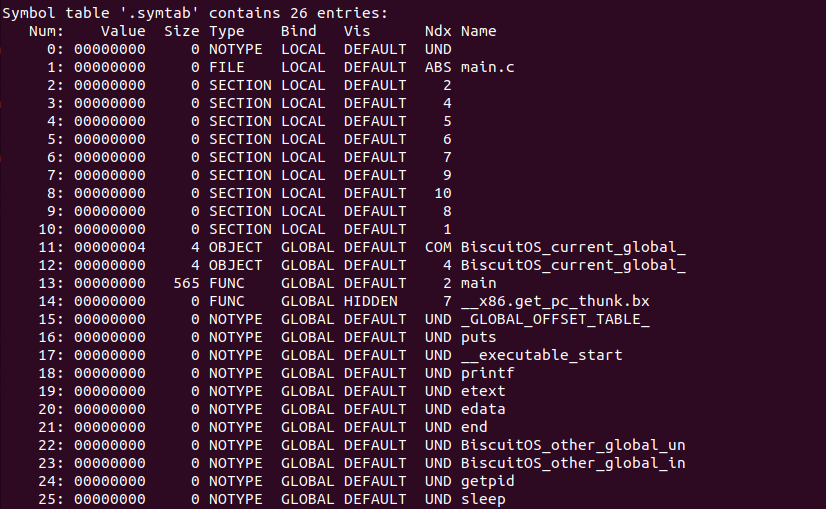 Symbol table '.symtab' contains 26 entries:
   Num:    Value  Size Type    Bind   Vis      Ndx Name
     0: 00000000     0 NOTYPE  LOCAL  DEFAULT  UND
     1: 00000000     0 FILE    LOCAL  DEFAULT  ABS main.c
     2: 00000000     0 SECTION LOCAL  DEFAULT    2
     3: 00000000     0 SECTION LOCAL  DEFAULT    4
     4: 00000000     0 SECTION LOCAL  DEFAULT    5
     5: 00000000     0 SECTION LOCAL  DEFAULT    6
     6: 00000000     0 SECTION LOCAL  DEFAULT    7
     7: 00000000     0 SECTION LOCAL  DEFAULT    9
     8: 00000000     0 SECTION LOCAL  DEFAULT   10
     9: 00000000     0 SECTION LOCAL  DEFAULT    8
    10: 00000000     0 SECTION LOCAL  DEFAULT    1
    11: 00000004     4 OBJECT  GLOBAL DEFAULT  COM BiscuitOS_current_global_
    12: 00000000     4 OBJECT  GLOBAL DEFAULT    4 BiscuitOS_current_global_
    13: 00000000   565 FUNC    GLOBAL DEFAULT    2 main
    14: 00000000     0 FUNC    GLOBAL HIDDEN     7 __x86.get_pc_thunk.bx
    15: 00000000     0 NOTYPE  GLOBAL DEFAULT  UND _GLOBAL_OFFSET_TABLE_
    16: 00000000     0 NOTYPE  GLOBAL DEFAULT  UND puts
    17: 00000000     0 NOTYPE  GLOBAL DEFAULT  UND __executable_start
    18: 00000000     0 NOTYPE  GLOBAL DEFAULT  UND printf
    19: 00000000     0 NOTYPE  GLOBAL DEFAULT  UND etext
    20: 00000000     0 NOTYPE  GLOBAL DEFAULT  UND edata
    21: 00000000     0 NOTYPE  GLOBAL DEFAULT  UND end
    22: 00000000     0 NOTYPE  GLOBAL DEFAULT  UND BiscuitOS_other_global_un
    23: 00000000     0 NOTYPE  GLOBAL DEFAULT  UND BiscuitOS_other_global_in
    24: 00000000     0 NOTYPE  GLOBAL DEFAULT  UND getpid
    25: 00000000     0 NOTYPE  GLOBAL DEFAULT  UND sleep